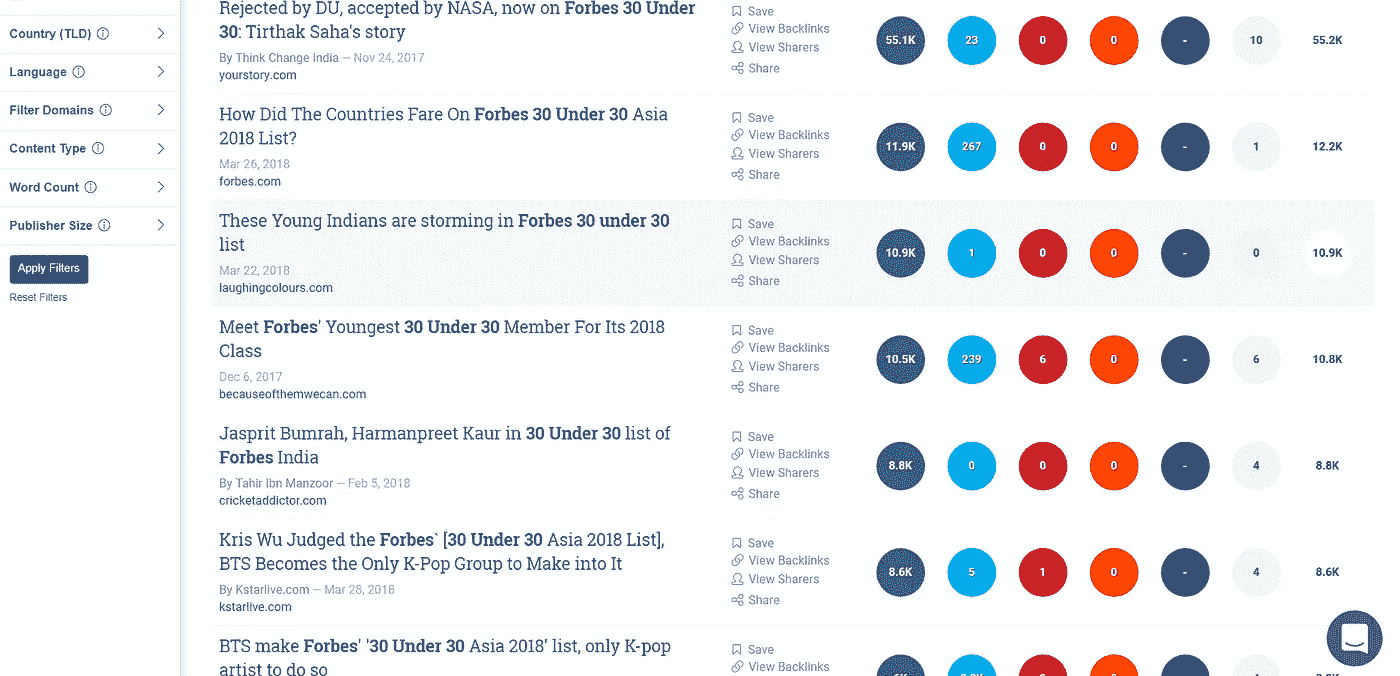 Country (TLD)
Language
Filter Domains
Content Type
Word Count
Publisher Size
Apply Filters
Reset Filters
Rejected by DU, accepted by NASA, now on Forbes 30 Under
30: Tirthak Saha's story
By Think Change India — Nov 24, 2017
yourstory.com
Save
View Backlinks
View Sharers
Share
55.1K 23 0 0 - 10 55.2K
How Did The Countries Fare On Forbes 30 Under 30 Asia
2018 List?
Mar 26, 2018
forbes.com
Save
View Backlinks
View Sharers
Share
11.9K 267 0 0 - 1 12.2K
These Young Indians are storming in Forbes 30 under 30
list
Mar 22, 2018
laughingcolours.com
Save
View Backlinks
View Sharers
Share
10.9K 1 0 0 - 0 10.9K
Meet Forbes' Youngest 30 Under 30 Member For Its 2018
Class
Dec 6, 2017
becauseofthemwecan.com
Save
View Backlinks
View Sharers
Share
10.5K 239 6 0 - 6 10.8K
Jasprit Bumrah, Harmanpreet Kaur in 30 Under 30 list of
Forbes India
By Tahir Ibn Manzoor — Feb 5, 2018
cricketaddictor.com
Save
View Backlinks
View Sharers
Share
8.8K 0 0 0 - 4 8.8K
Kris Wu Judged the Forbes` [30 Under 30 Asia 2018 List],
BTS Becomes the Only K-Pop Group to Make into It
By Kstarlive.com — Mar 28, 2018
kstarlive.com
Save
View Backlinks
View Sharers
Share
8.6K 5 1 0 - 4 8.6K
BTS make Forbes' '30 Under 30 Asia 2018' list, only K-pop
artist to do so
Save
View Backlinks